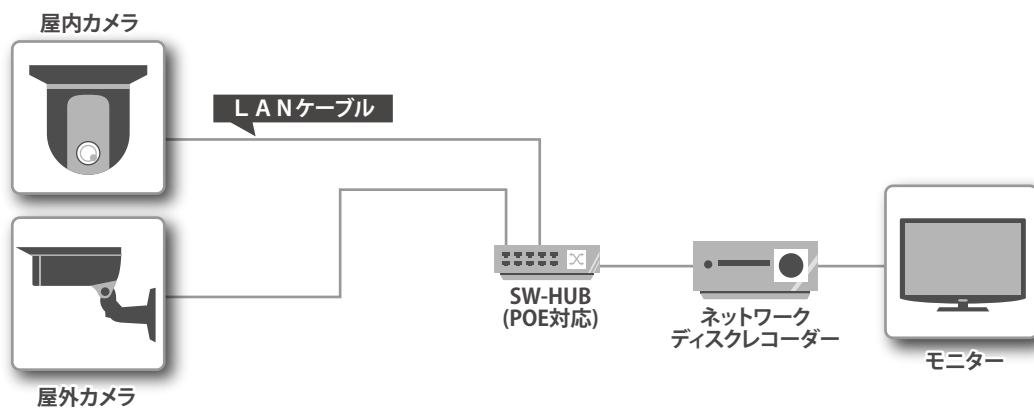 屋内カメラ
ＬＡＮケーブル
SW-HUB
(POE対応)
ネットワーク
ディスクレコーダー
モニター
屋外カメラ